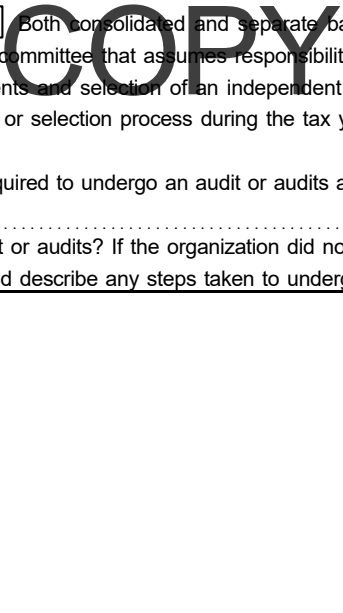 COPY
] Both consolidated and separate ba
committee that assumes responsibilit
ents and selection of an independent
or selection process during the tax y
quired to undergo an audit or audits a
t or audits? If the organization did no
d describe any steps taken to underg